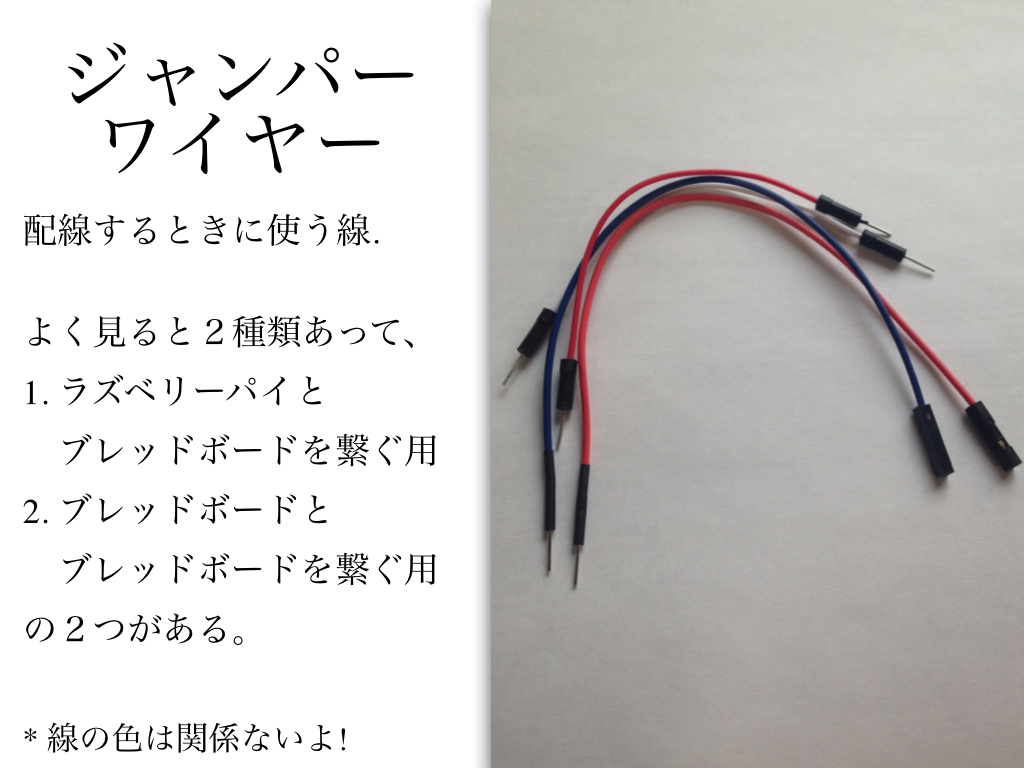 ジャンパー
ワイヤー
配線するときに使う線.
よく見ると２種類あって、
1. ラズベリーパイと
ブレッドボードを繋ぐ用
2. ブレッドボードと
ブレッドボードを繋ぐ用
の２つがある。
* 線の色は関係ないよ!